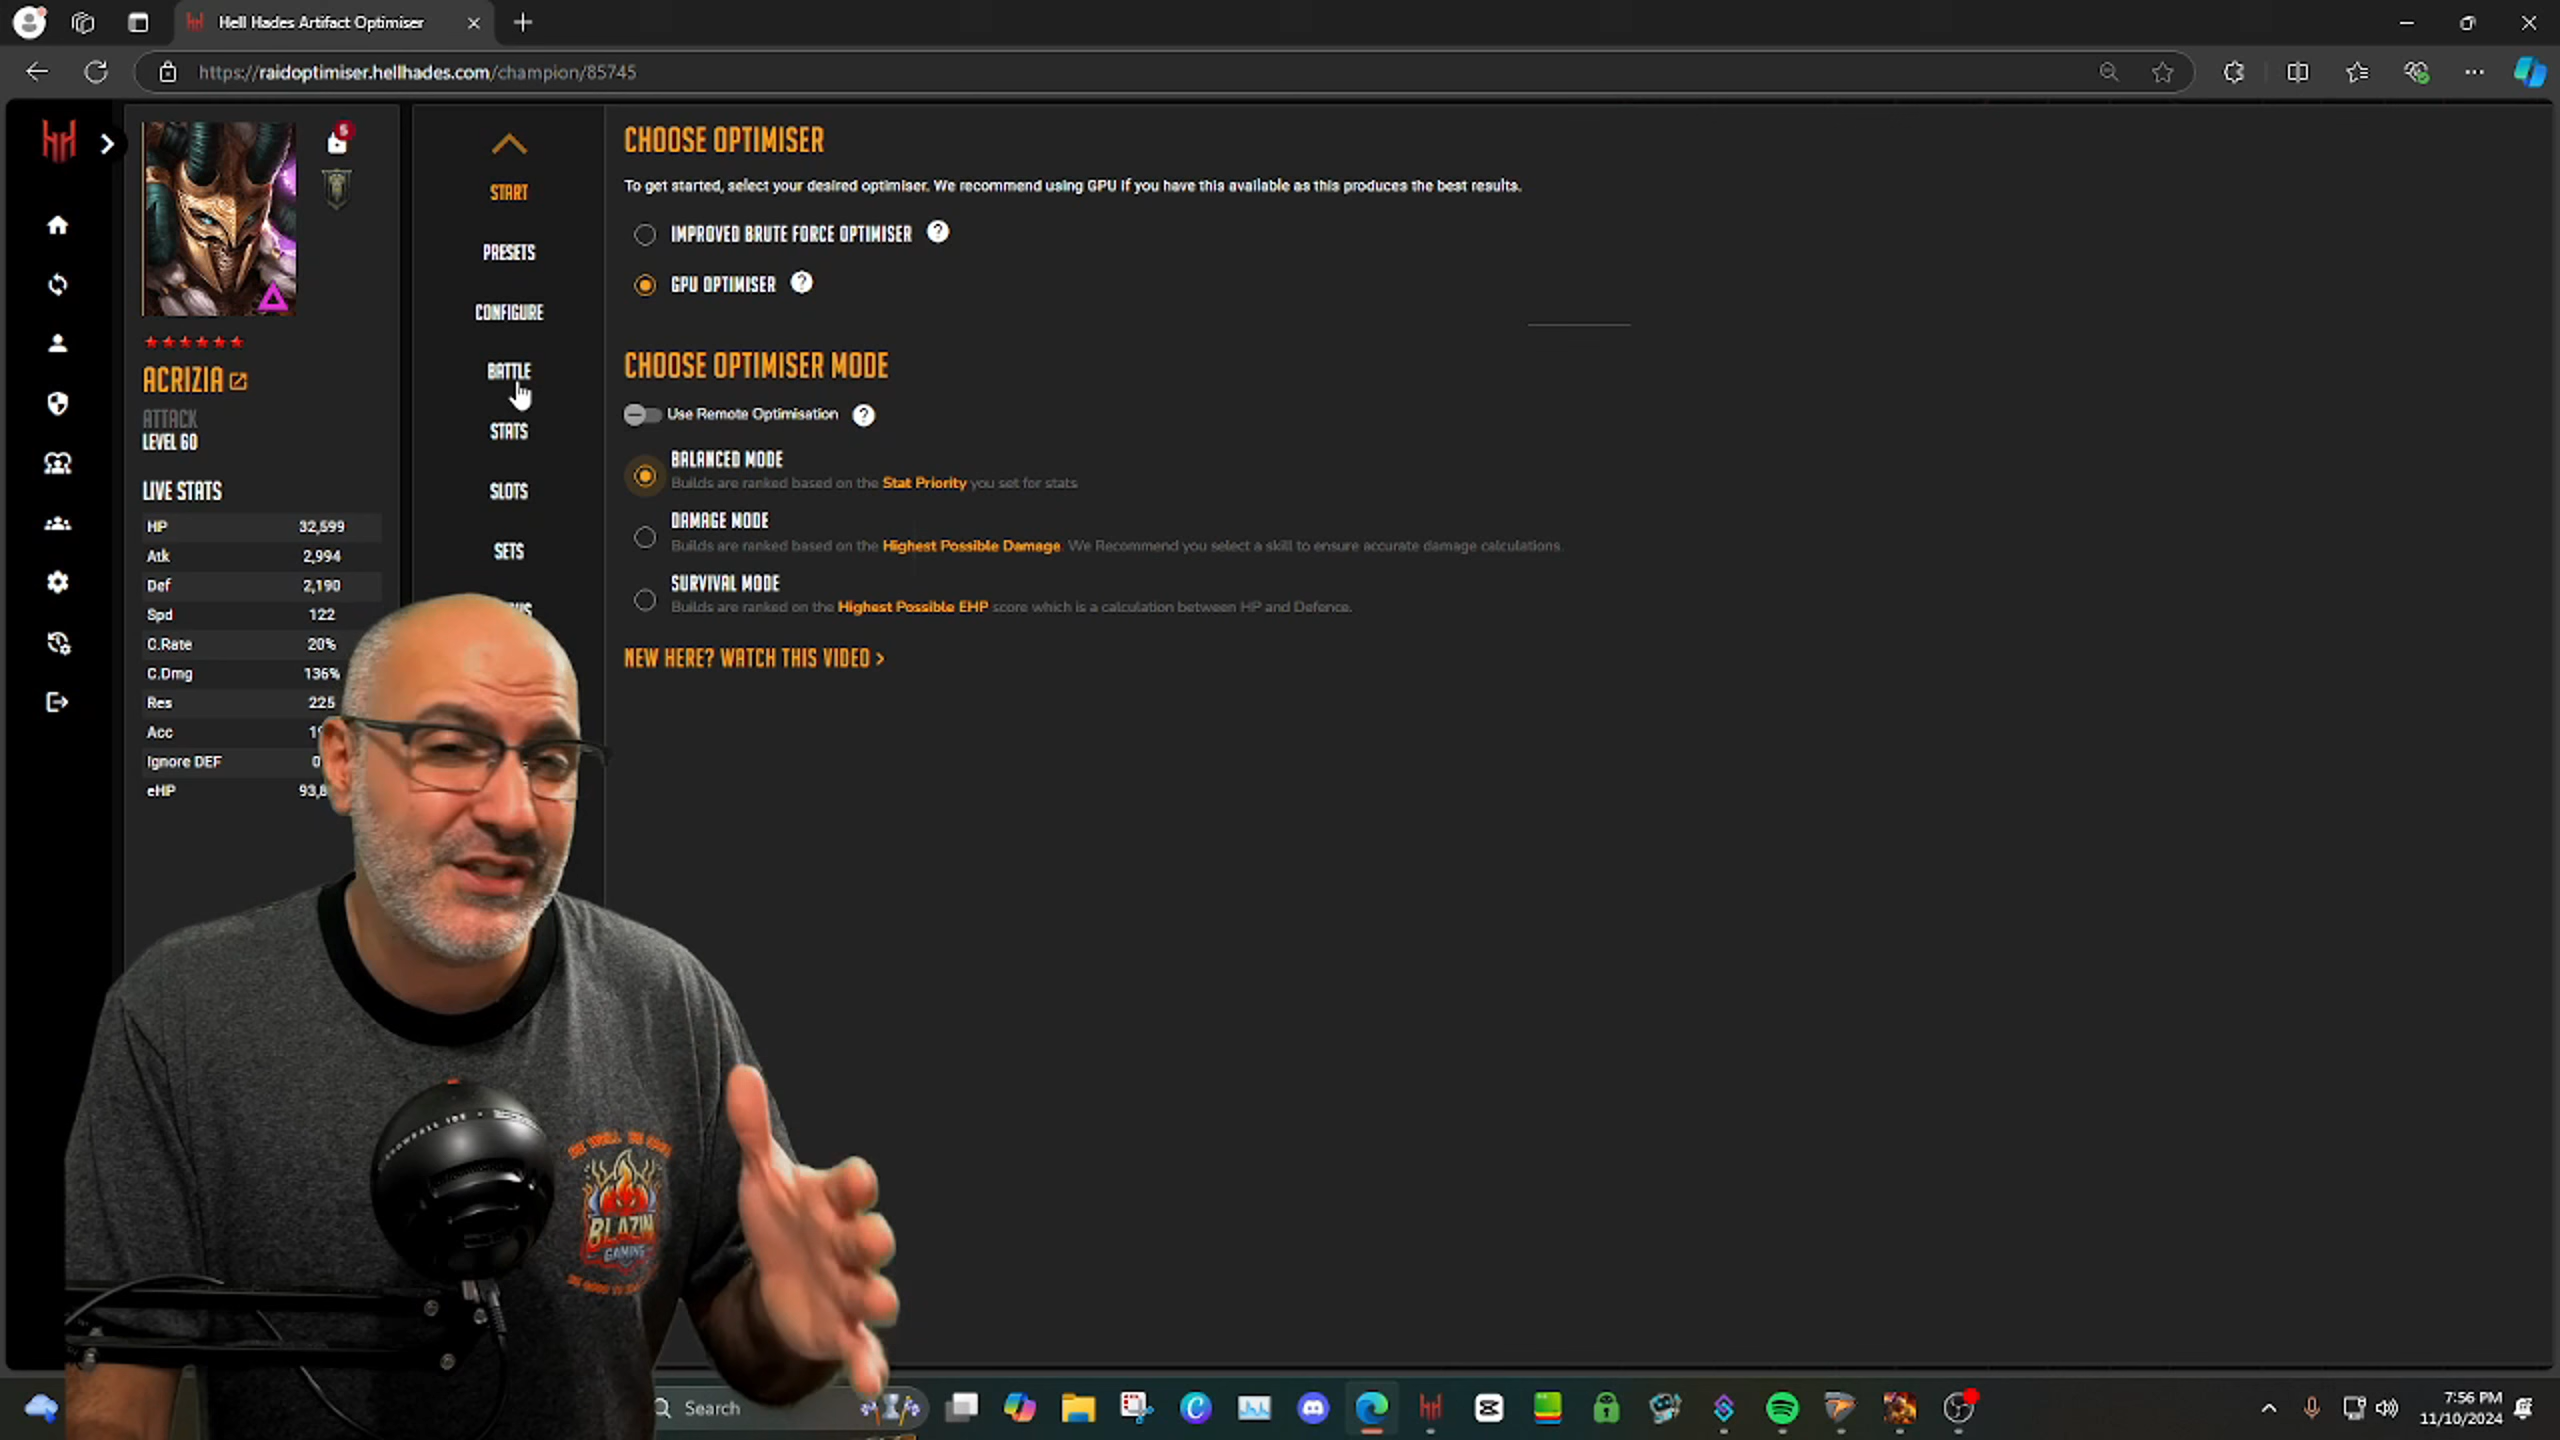 Hell Hades Artifact Optimiser
https://raidoptimiser.hellhades.com/champion/85745
5
ACRIZIA
ATTACK
LEVEL 60
LIVE STATS
HP 32,599
Atk 2,994
Def 2,190
Spd 122
C.Rate 20%
C.Dmg 136%
Res 225
Acc
Ignore DEF 0
eHP 93,8
START
PRESETS
CONFIGURE
BATTLE
STATS
SLOTS
SETS
CHOOSE OPTIMISER
To get started, select your desired optimiser. We recommend using GPU if you have this available as this produces the best results.
IMPROVED BRUTE FORCE OPTIMISER ?
GPU OPTIMISER ?
CHOOSE OPTIMISER MODE
Use Remote Optimisation ?
BALANCED MODE
Builds are ranked based on the Stat Priority you set for stats
DAMAGE MODE
Builds are ranked based on the Highest Possible Damage. We Recommend you select a skill to ensure accurate damage calculations.
SURVIVAL MODE
Builds are ranked on the Highest Possible EHP score which is a calculation between HP and Defence.
NEW HERE? WATCH THIS VIDEO >
BLAZIN
GAMING
Search
7:56 PM
11/10/2024